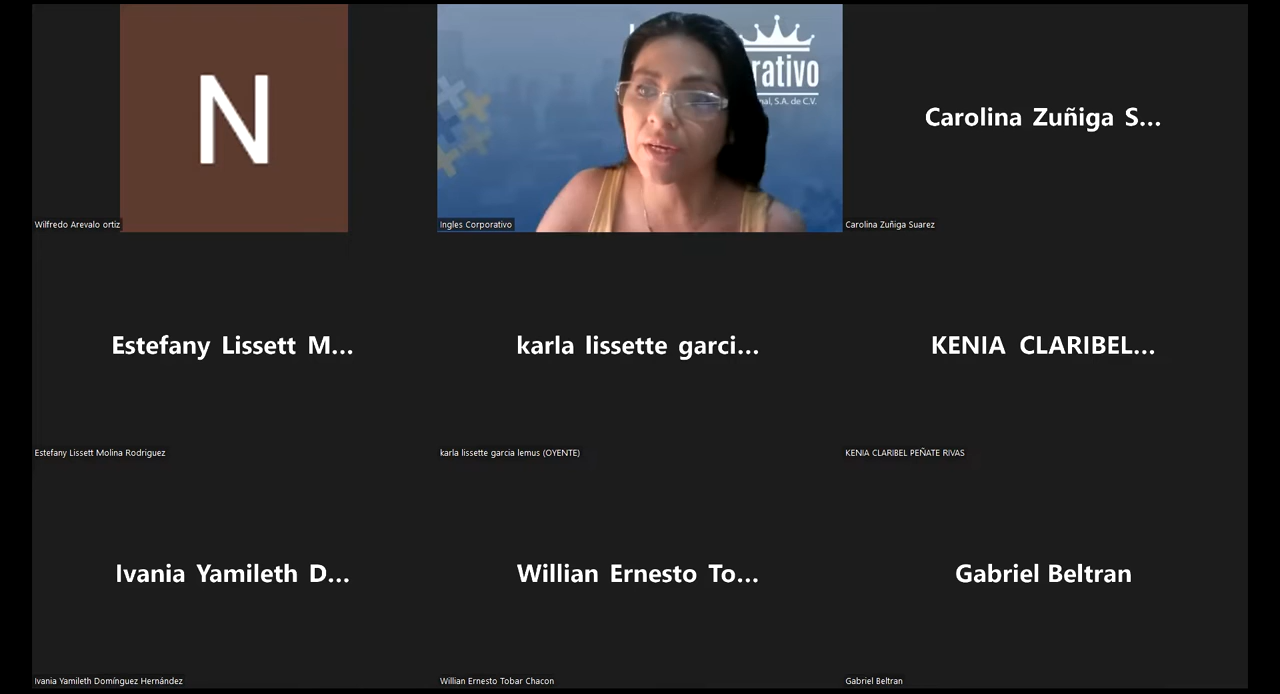 N
Wilfredo Arevalo ortiz
rativo
nal, S.A. de C.V.
Ingles Corporativo
Carolina Zuñiga S...
Carolina Zuñiga Suarez
Estefany Lissett M...
Estefany Lissett Molina Rodriguez
karla lissette garci...
karla lissette garcia lemus (OYENTE)
KENIA CLARIBEL...
KENIA CLARIBEL PEÑATE RIVAS
Ivania Yamileth D...
Ivania Yamileth Domínguez Hernández
Willian Ernesto To...
Willian Ernesto Tobar Chacon
Gabriel Beltran
Gabriel Beltran